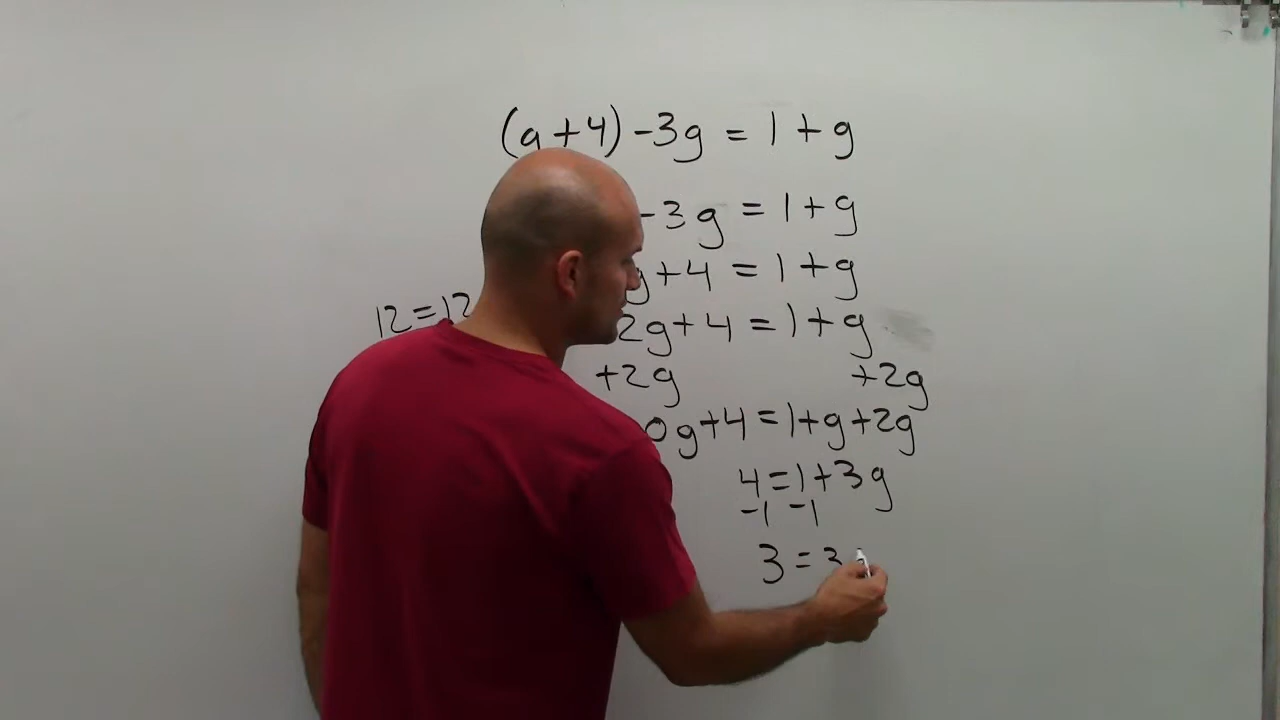 (g+4)-3g = 1+g
-3g = 1+g
g+4 = 1+g
12=12
2g+4 = 1+g
+2g +2g
0g+4=1+g+2g
4=1+3g
-1 -1
3=3